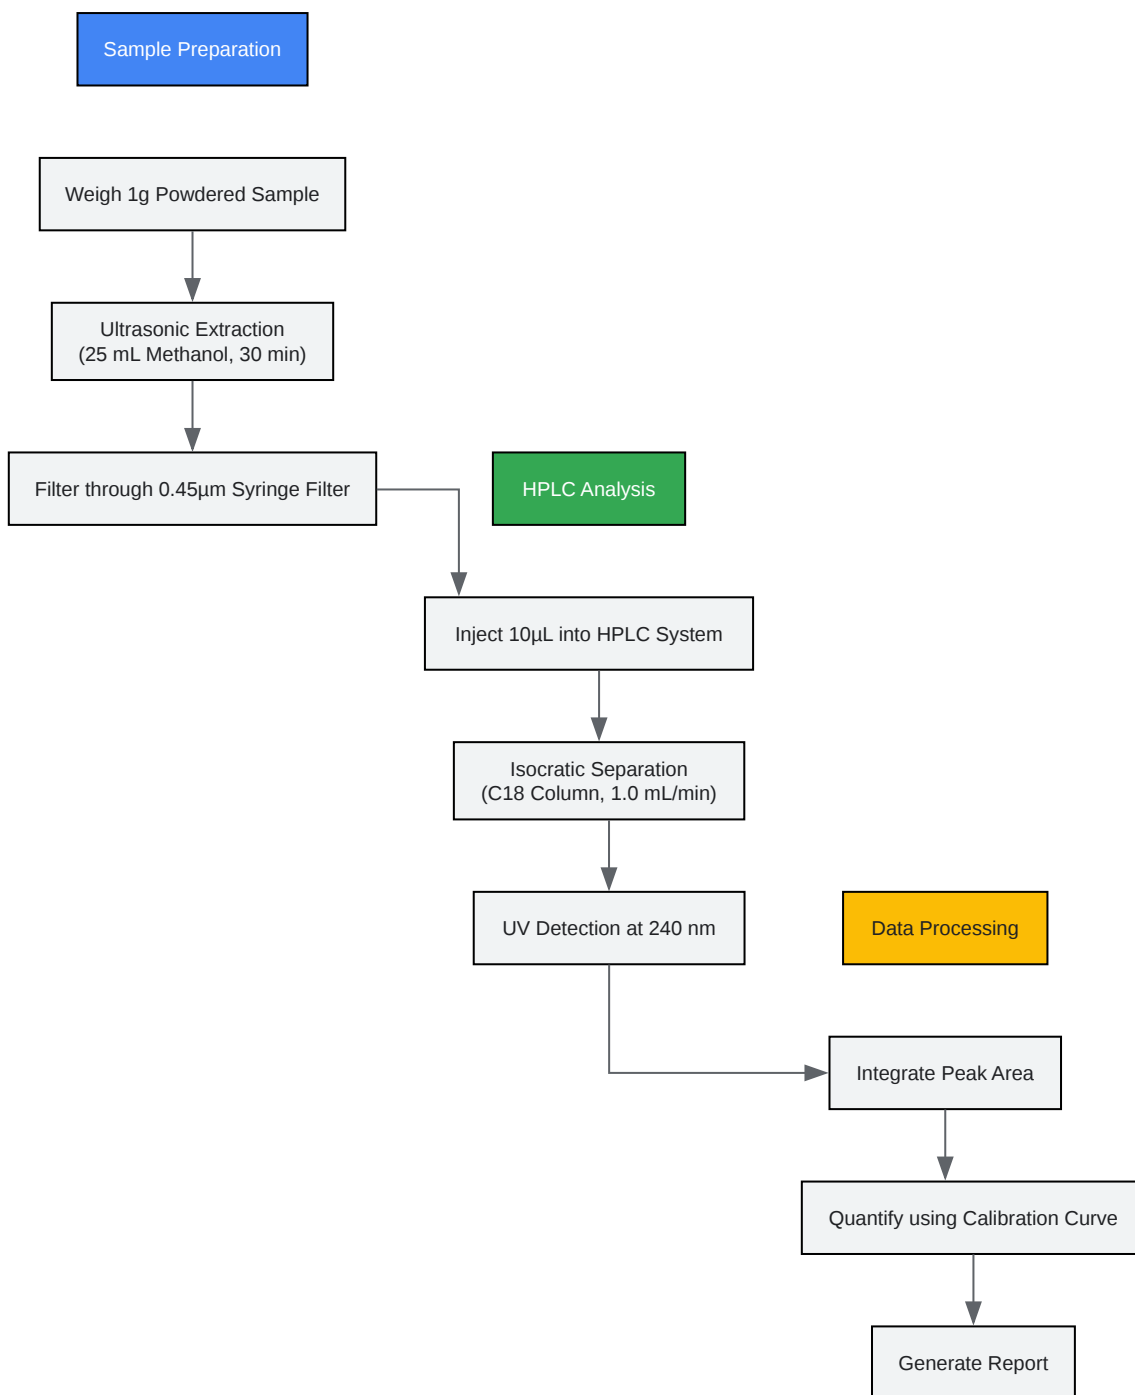 Sample Preparation
Weigh 1g Powdered Sample
Ultrasonic Extraction
(25 mL Methanol, 30 min)
Filter through 0.45µm Syringe Filter
HPLC Analysis
Inject 10µL into HPLC System
Isocratic Separation
(C18 Column, 1.0 mL/min)
UV Detection at 240 nm
Data Processing
Integrate Peak Area
Quantify using Calibration Curve
Generate Report